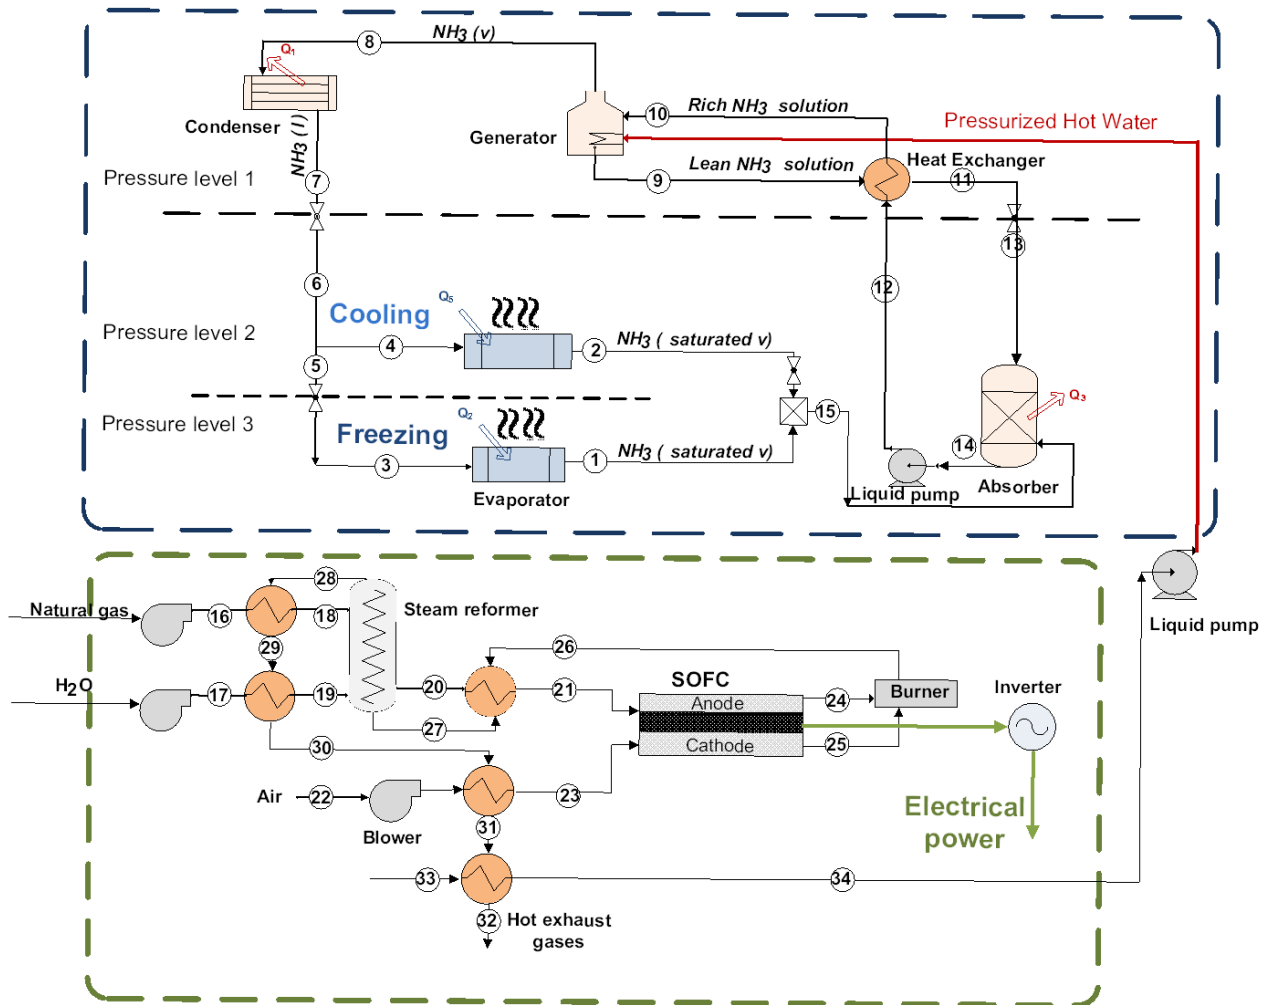 NH3 (v)
8
Q1
Condenser
NH3 (l)
Generator
10
Rich NH3 solution
Pressurized Hot Water
Heat Exchanger
Lean NH3 solution
9
11
Pressure level 1
7
13
6
12
Cooling
Q5
Pressure level 2
4
2
NH3 ( saturated v)
5
Pressure level 3
Q2
Freezing
15
Q3
3
1
NH3 ( saturated v)
Evaporator
14
Absorber
Liquid pump
28
Natural gas
16
18
Steam reformer
Liquid pump
29
26
H2O
17
19
20
21
SOFC
Anode
24
Burner
Inverter
27
Cathode
25
30
Air
22
23
Blower
Electrical
power
31
33
34
32
Hot exhaust
gases